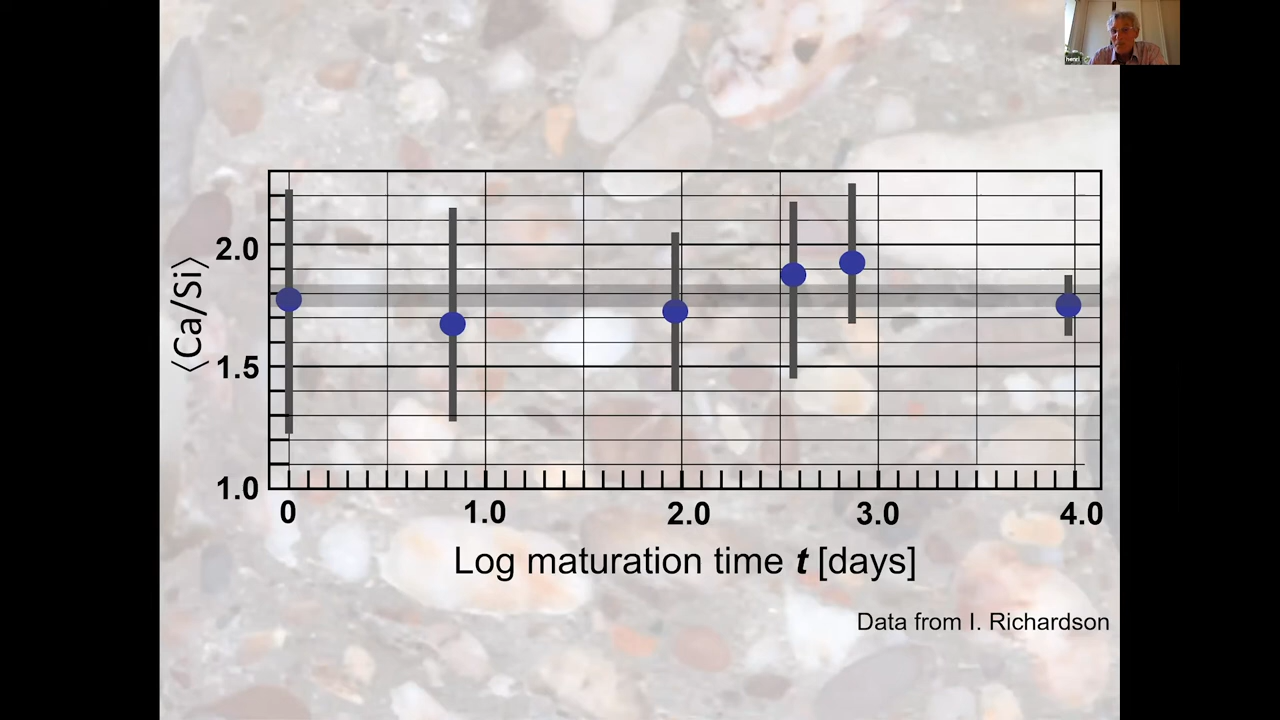 ⟨Ca/Si⟩
2.0
1.5
1.0
0 1.0 2.0 3.0 4.0
Log maturation time t [days]
Data from I. Richardson